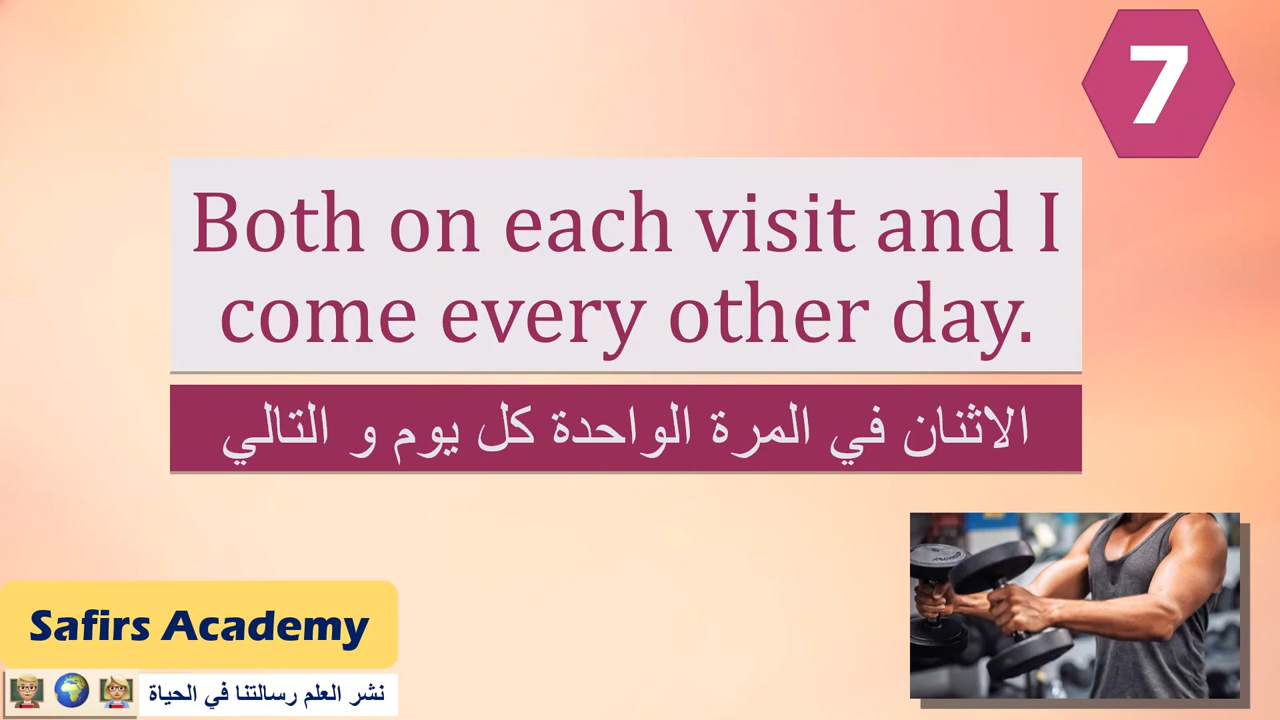 7
Both on each visit and I
come every other day.
الاثنان في المرة الواحدة كل يوم و التالي
Safirs Academy
نشر العلم رسالتنا في الحياة